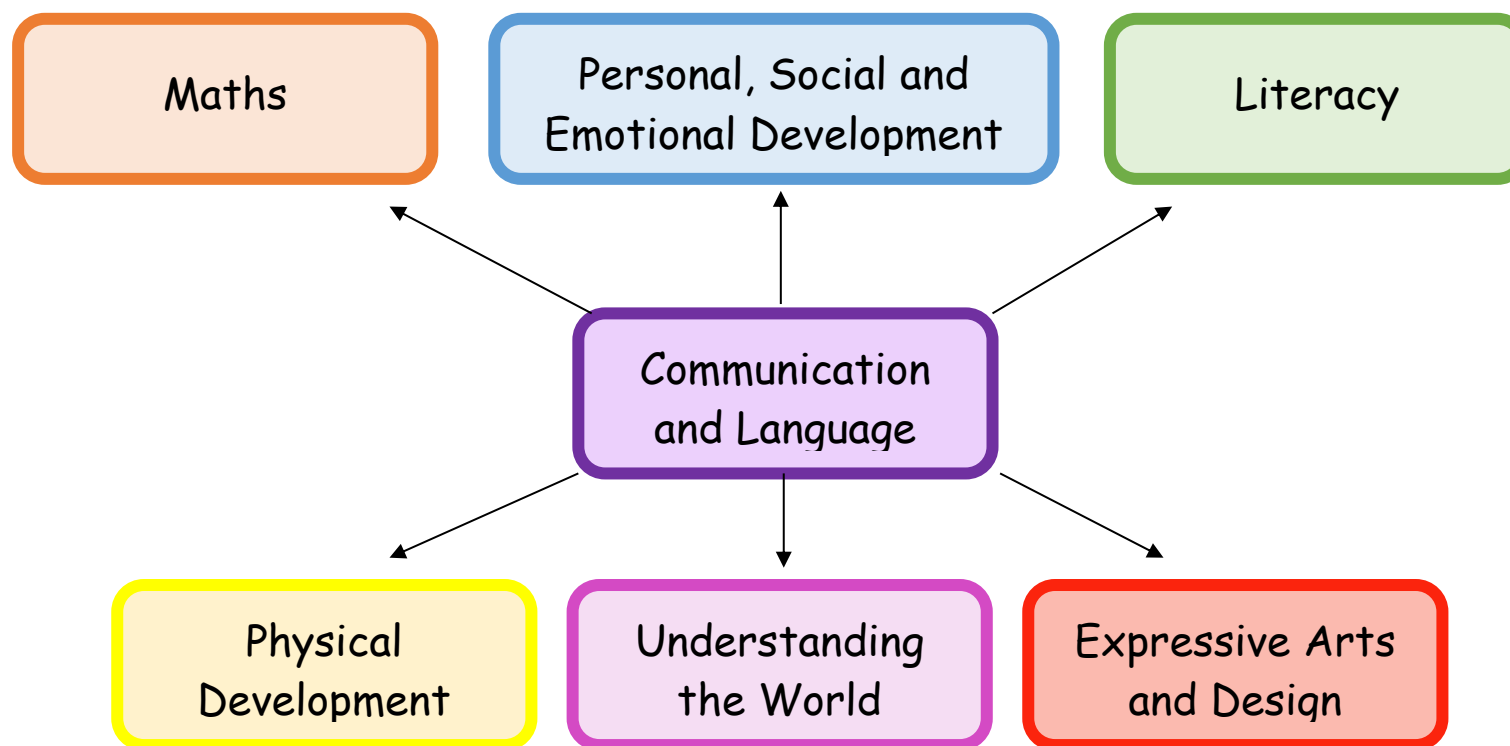 Maths
Personal, Social and
Emotional Development
Literacy
Communication
and Language
Physical
Development
Understanding
the World
Expressive Arts
and Design